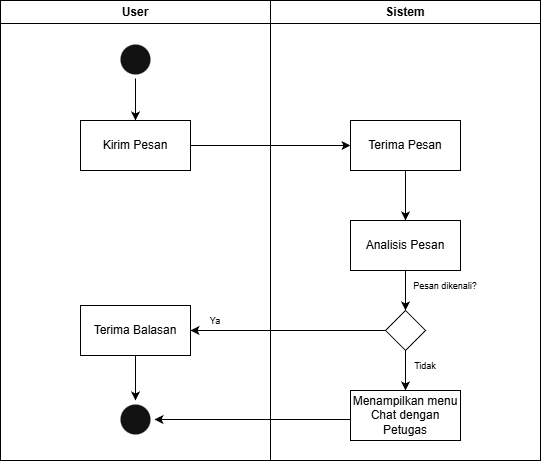 User
Sistem
Kirim Pesan
Terima Pesan
Analisis Pesan
Pesan dikenali?
Ya
Terima Balasan
Tidak
Menampilkan menu
Chat dengan
Petugas